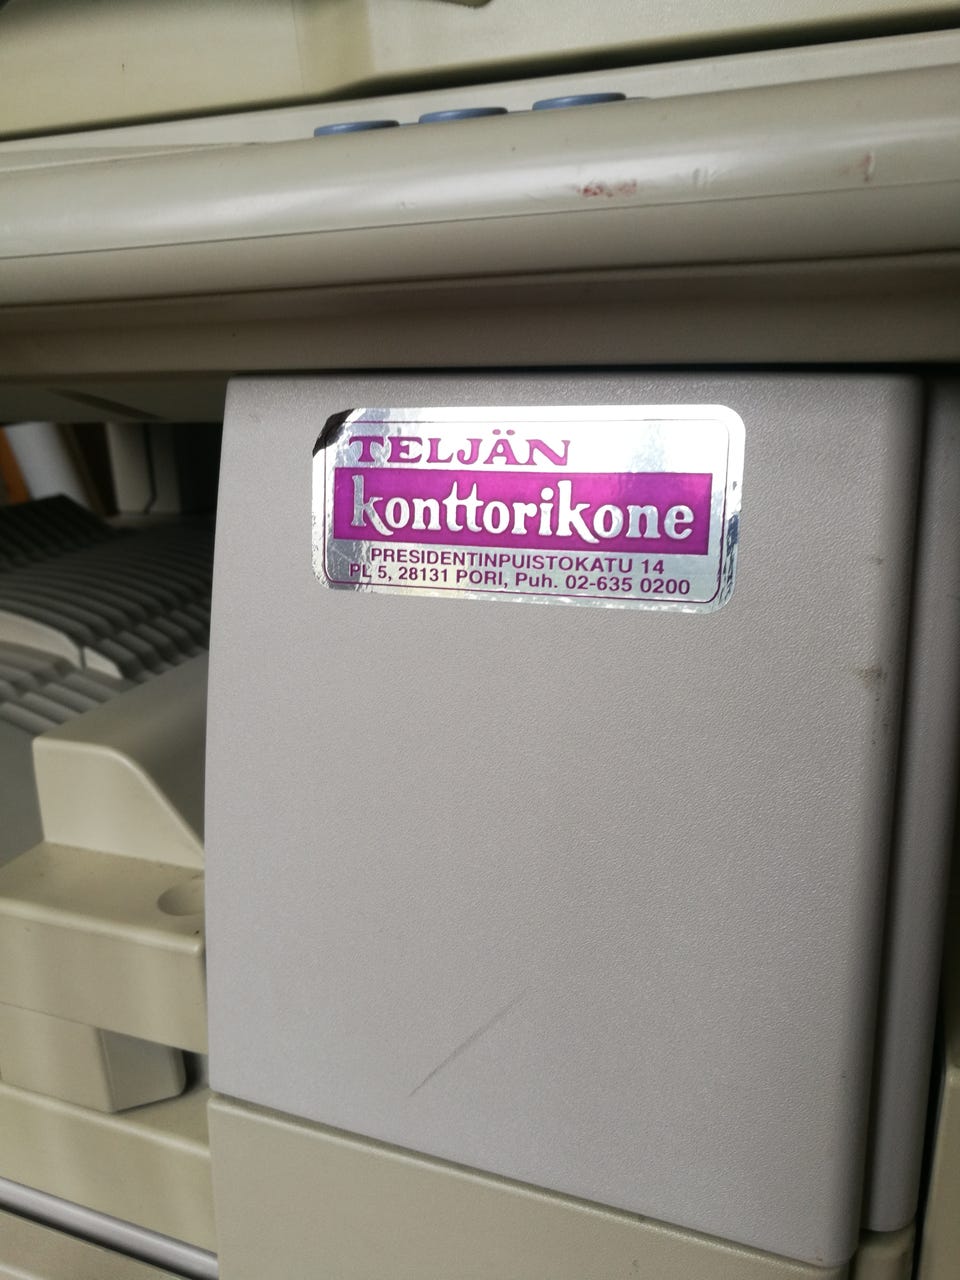 TELJÄN
konttorikone
PRESIDENTINPUISTOKATU 14
PL 5, 28131 PORI, Puh. 02-635 0200